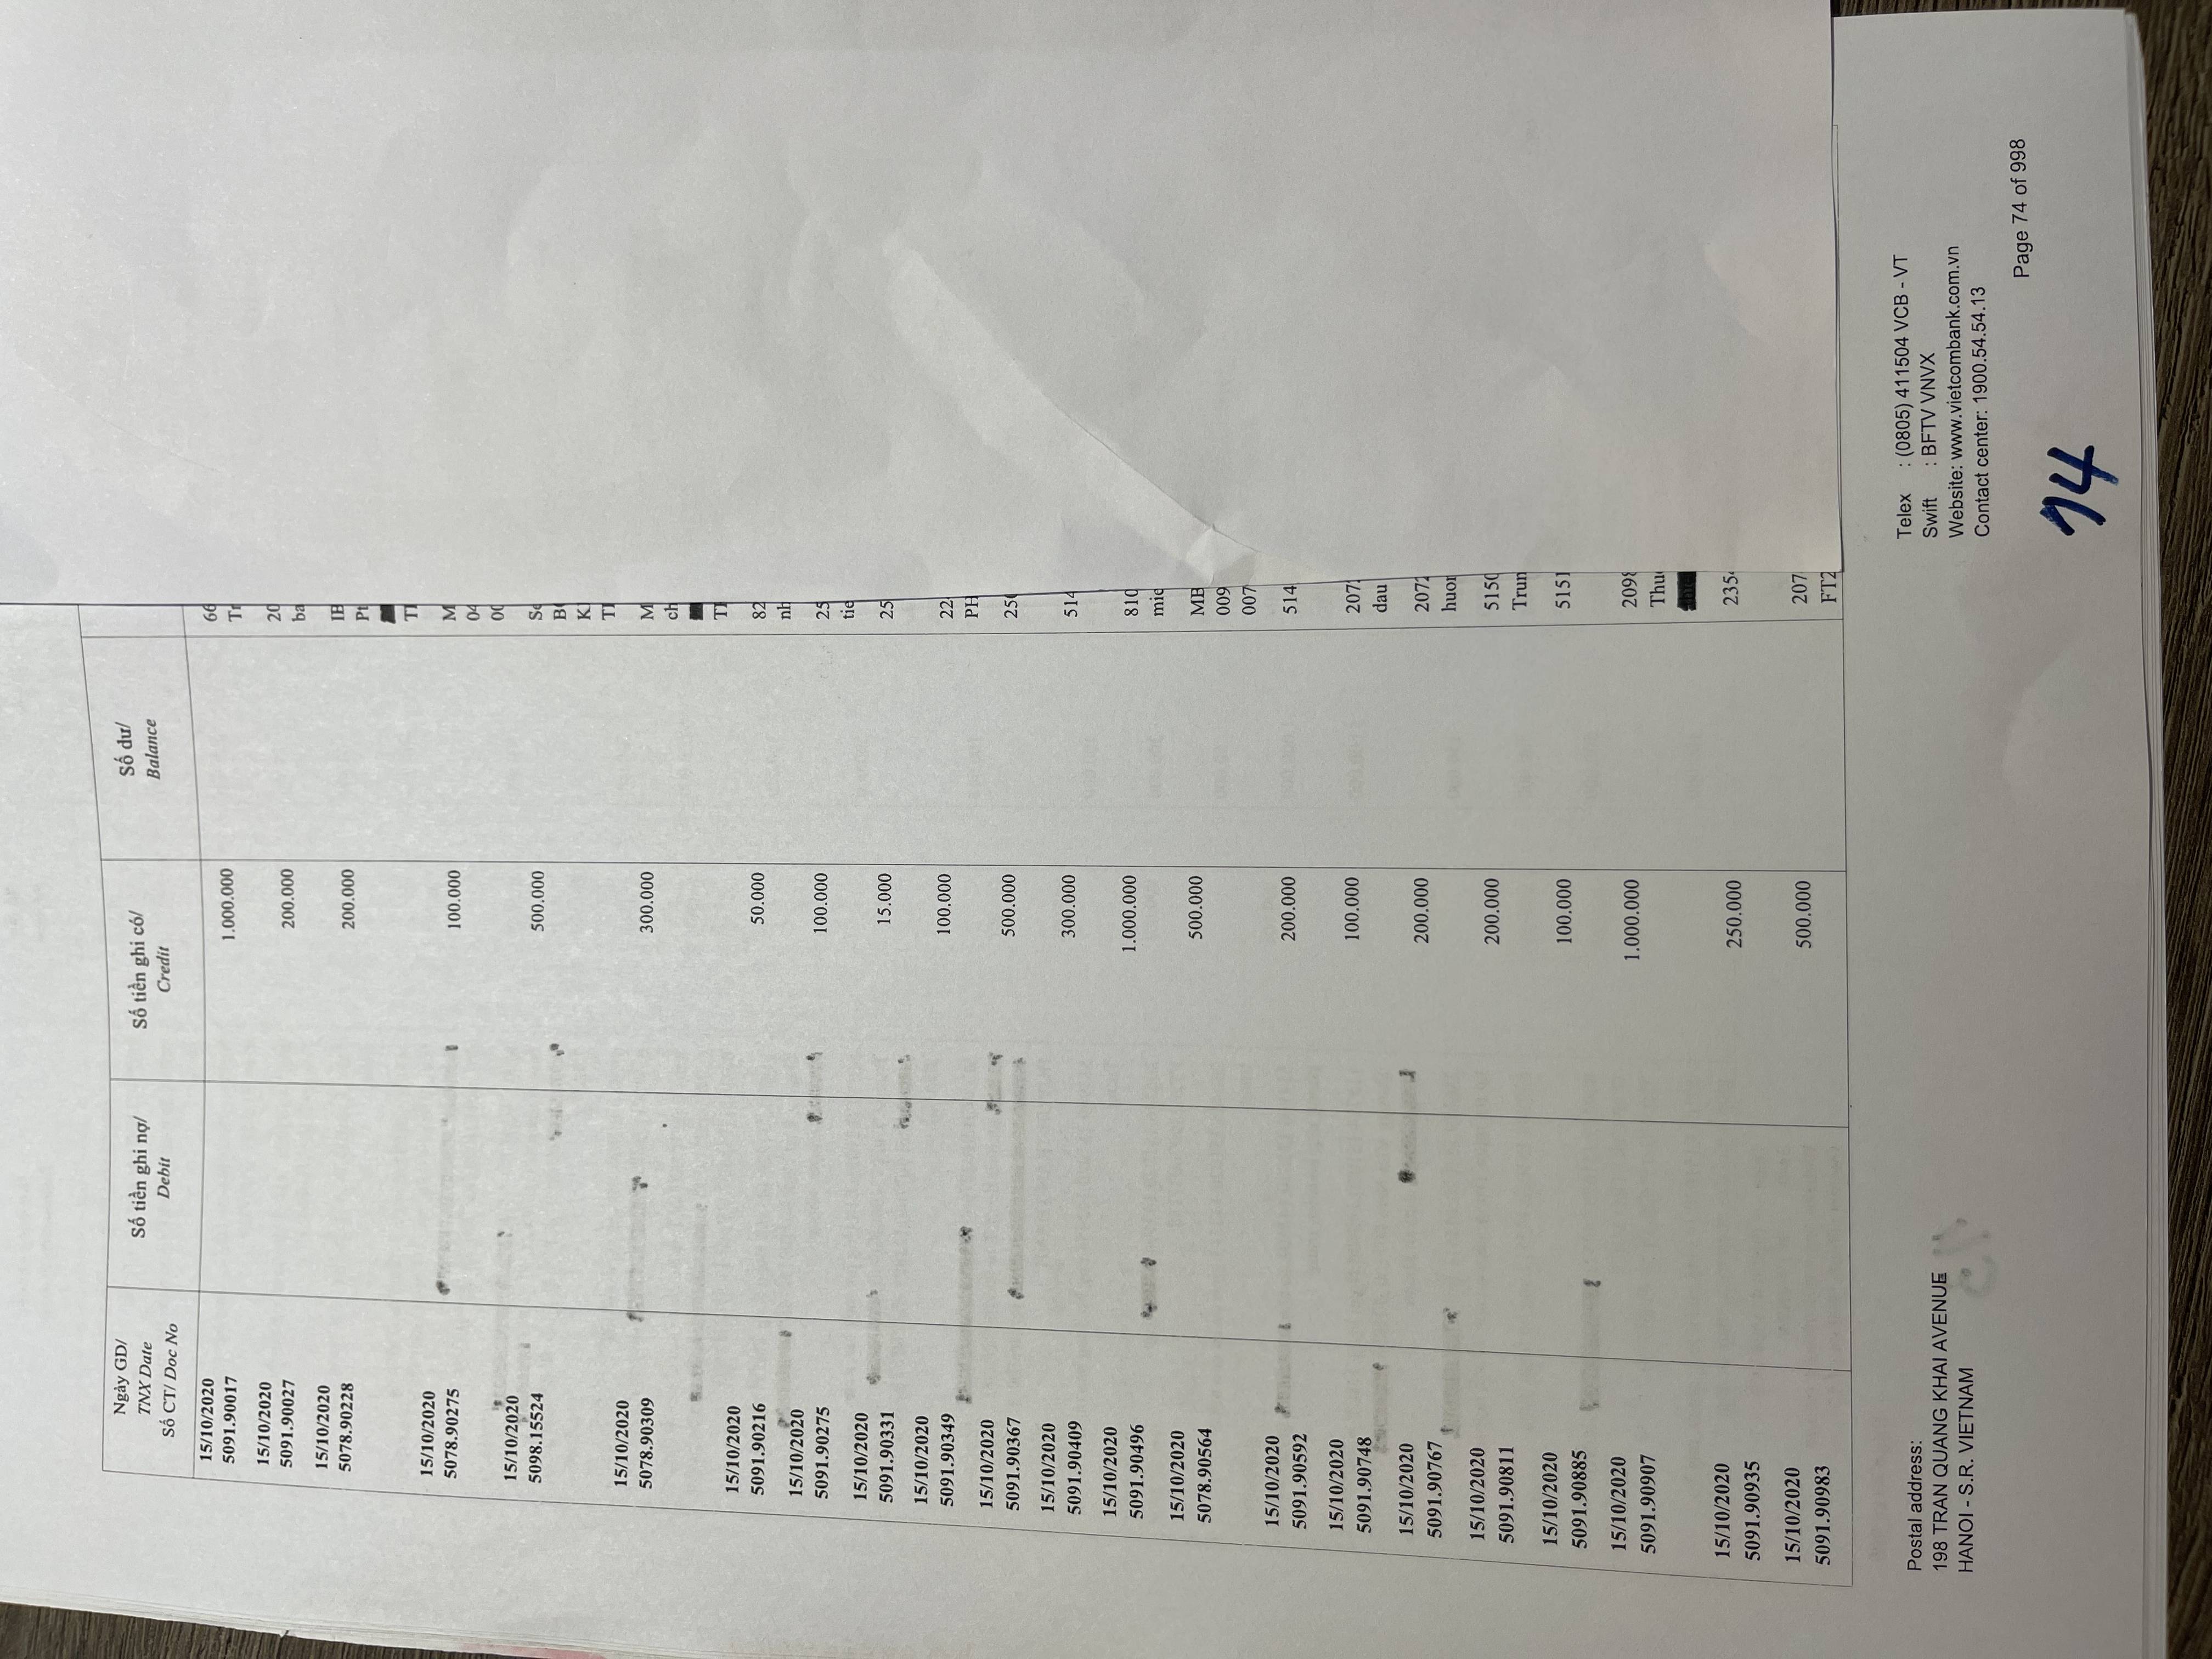 Ngày GD/
TNX Date
Số CT/ Doc No
Số tiền ghi nợ/
Debit
Số tiền ghi có/
Credit
Số dư/
Balance
15/10/2020
5091.90017 1.000.000 66
Tr
15/10/2020
5091.90027 200.000 20
ba
15/10/2020
5078.90228 200.000 IB
Pt
15/10/2020
5078.90275 100.000 M
04
00
15/10/2020
5098.15524 500.000
15/10/2020
5078.90309 300.000 M
ch
15/10/2020
5091.90216 50.000 82
nh
15/10/2020
5091.90275 100.000 25
tie
15/10/2020
5091.90331 15.000 25
15/10/2020
5091.90349 100.000 22
PH
15/10/2020
5091.90367 500.000 25
15/10/2020
5091.90409 300.000 514
15/10/2020
5091.90496 1.000.000 810
mie
15/10/2020
5078.90564 500.000 MB
009
007
15/10/2020
5091.90592 200.000 514
15/10/2020
5091.90748 100.000 207
dau
15/10/2020
5091.90767 200.000 2072
huon
15/10/2020
5091.90811 200.000 5150
Trun
15/10/2020
5091.90885 100.000 5151
15/10/2020
5091.90907 1.000.000 2098
Thu
15/10/2020
5091.90935 250.000 235
15/10/2020
5091.90983 500.000 207
FT2
Postal address:
198 TRAN QUANG KHAI AVENUE
HANOI - S.R. VIETNAM
Telex : (0805) 411504 VCB - VT
Swift : BFTV VNVX
Website: www.vietcombank.com.vn
Contact center: 1900.54.54.13
Page 74 of 998
74